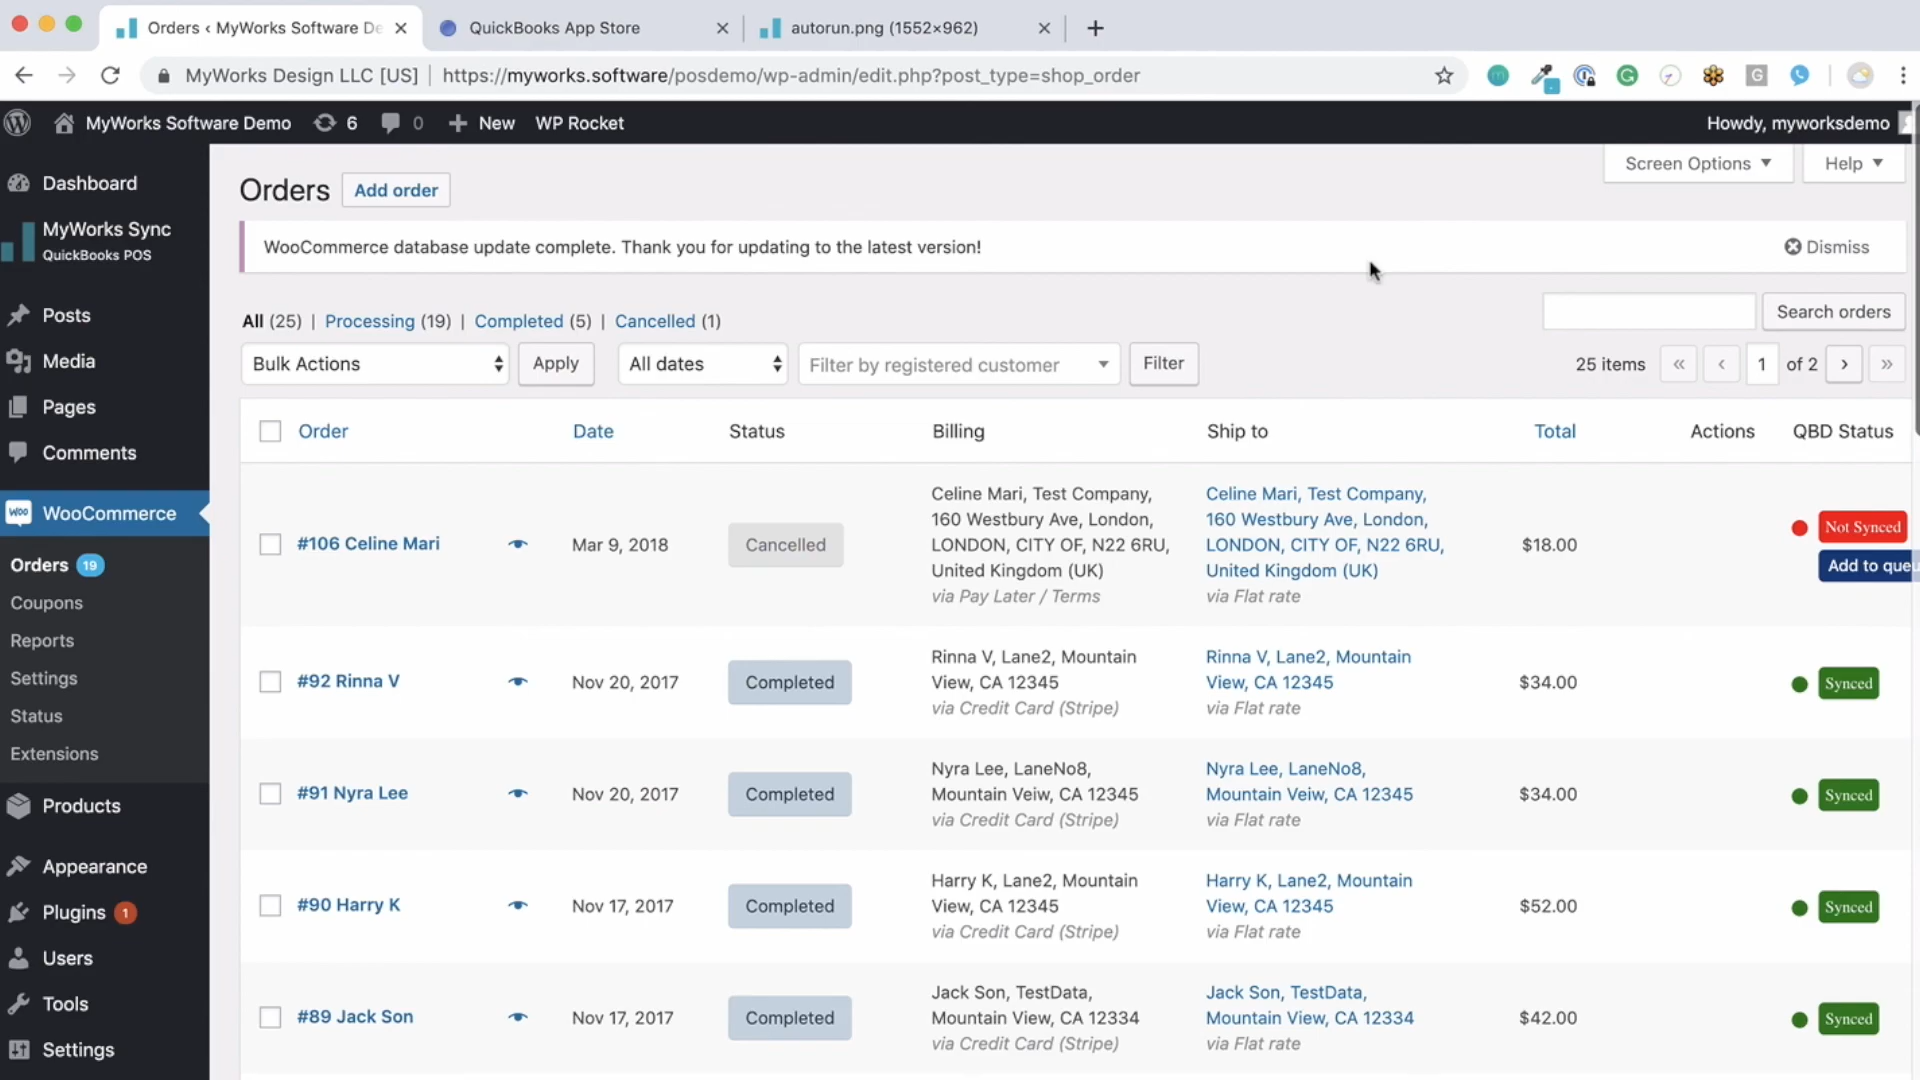 Orders ‹ MyWorks Software De
QuickBooks App Store
autorun.png (1552×962)
MyWorks Design LLC [US]
https://myworks.software/posdemo/wp-admin/edit.php?post_type=shop_order
MyWorks Software Demo
6
0
New
WP Rocket
Howdy, myworksdemo
Dashboard
MyWorks Sync
QuickBooks POS
Posts
Media
Pages
Comments
WooCommerce
Orders 19
Coupons
Reports
Settings
Status
Extensions
Products
Appearance
Plugins 1
Users
Tools
Settings
Screen Options
Help
Orders
Add order
WooCommerce database update complete. Thank you for updating to the latest version!
Dismiss
All (25) | Processing (19) | Completed (5) | Cancelled (1)
Search orders
Bulk Actions
Apply
All dates
Filter by registered customer
Filter
25 items
«
‹
1
of 2
›
»
Order
Date
Status
Billing
Ship to
Total
Actions
QBD Status
#106 Celine Mari
Mar 9, 2018
Cancelled
Celine Mari, Test Company,
160 Westbury Ave, London,
LONDON, CITY OF, N22 6RU,
United Kingdom (UK)
via Pay Later / Terms
Celine Mari, Test Company,
160 Westbury Ave, London,
LONDON, CITY OF, N22 6RU,
United Kingdom (UK)
via Flat rate
$18.00
Not Synced
Add to queu
#92 Rinna V
Nov 20, 2017
Completed
Rinna V, Lane2, Mountain
View, CA 12345
via Credit Card (Stripe)
Rinna V, Lane2, Mountain
View, CA 12345
via Flat rate
$34.00
Synced
#91 Nyra Lee
Nov 20, 2017
Completed
Nyra Lee, LaneNo8,
Mountain Veiw, CA 12345
via Credit Card (Stripe)
Nyra Lee, LaneNo8,
Mountain Veiw, CA 12345
via Flat rate
$34.00
Synced
#90 Harry K
Nov 17, 2017
Completed
Harry K, Lane2, Mountain
View, CA 12345
via Credit Card (Stripe)
Harry K, Lane2, Mountain
View, CA 12345
via Flat rate
$52.00
Synced
#89 Jack Son
Nov 17, 2017
Completed
Jack Son, TestData,
Mountain View, CA 12334
via Credit Card (Stripe)
Jack Son, TestData,
Mountain View, CA 12334
via Flat rate
$42.00
Synced